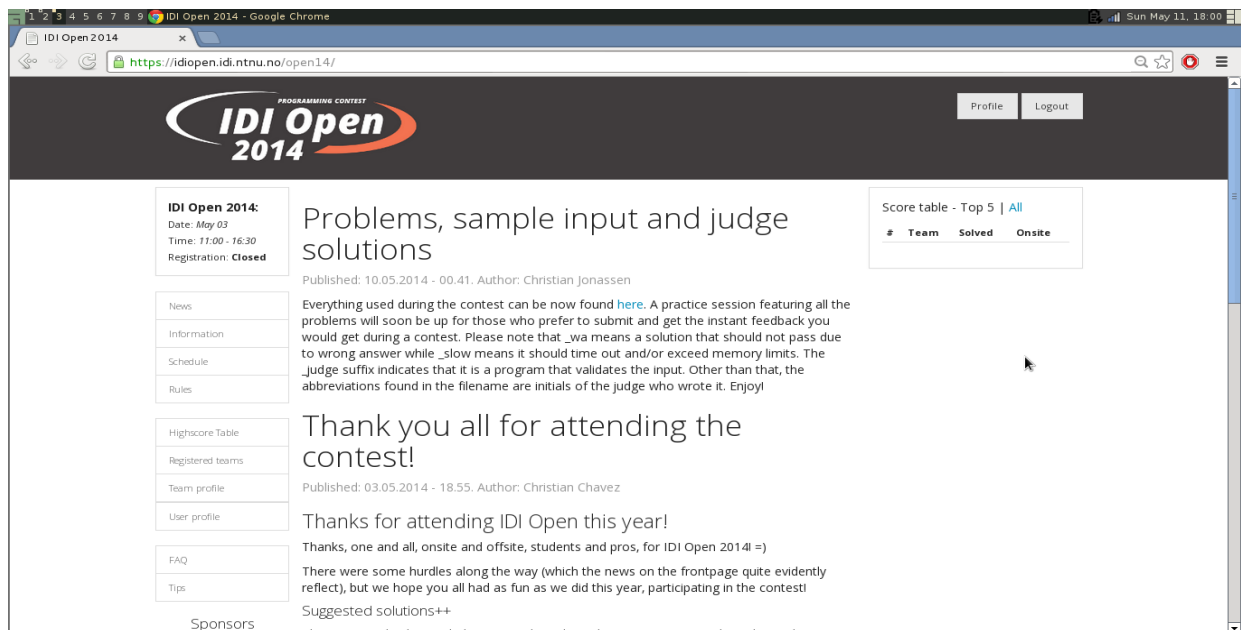 1 2 3 4 5 6 7 8 9 IDI Open 2014 - Google Chrome
Sun May 11, 18:00
IDI Open 2014
https://idiopen.idi.ntnu.no/open14/
PROGRAMMING CONTEST
IDI Open
2014
Profile
Logout
IDI Open 2014:
Date: May 03
Time: 11:00 - 16:30
Registration: Closed
News
Information
Schedule
Rules
Highscore Table
Registered teams
Team profile
User profile
FAQ
Tips
Sponsors
Problems, sample input and judge
solutions
Published: 10.05.2014 - 00.41. Author: Christian Jonassen
Everything used during the contest can be now found here. A practice session featuring all the
problems will soon be up for those who prefer to submit and get the instant feedback you
would get during a contest. Please note that _wa means a solution that should not pass due
to wrong answer while _slow means it should time out and/or exceed memory limits. The
_judge suffix indicates that it is a program that validates the input. Other than that, the
abbreviations found in the filename are initials of the judge who wrote it. Enjoy!
Thank you all for attending the
contest!
Published: 03.05.2014 - 18.55. Author: Christian Chavez
Thanks for attending IDI Open this year!
Thanks, one and all, onsite and offsite, students and pros, for IDI Open 2014! =)
There were some hurdles along the way (which the news on the frontpage quite evidently
reflect), but we hope you all had as fun as we did this year, participating in the contest!
Suggested solutions++
Score table - Top 5 | All
# Team Solved Onsite